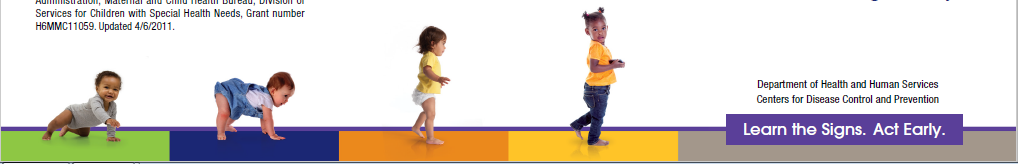 Administration, Maternal and Child Health Bureau, Division of
Services for Children with Special Health Needs, Grant number
H6MMC11059. Updated 4/6/2011.
Department of Health and Human Services
Centers for Disease Control and Prevention
Learn the Signs. Act Early.